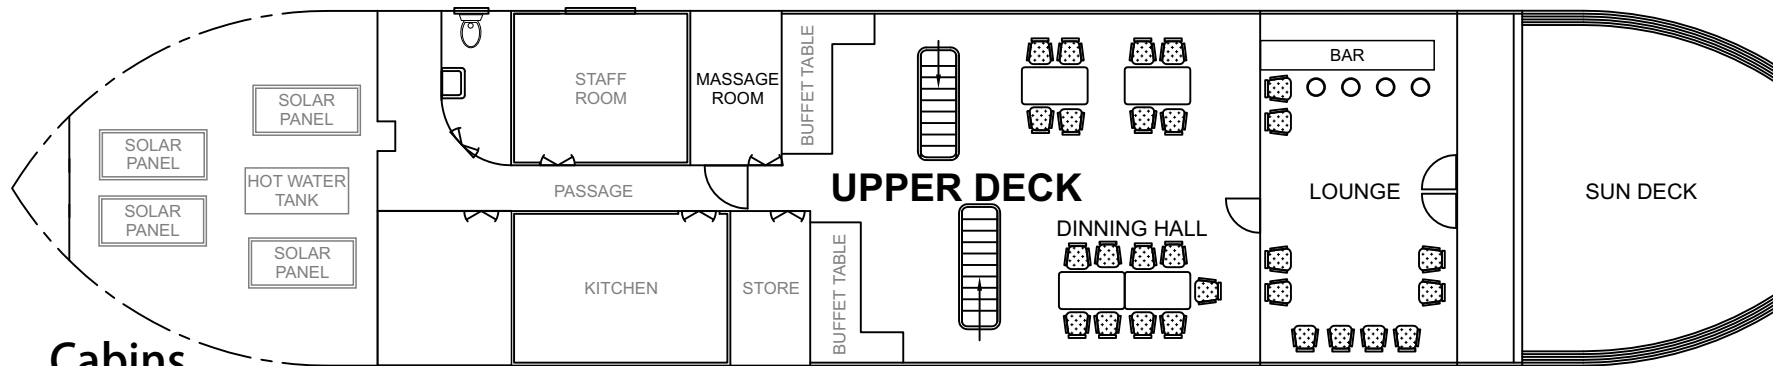 SOLAR
PANEL
SOLAR
PANEL
HOT WATER
TANK
SOLAR
PANEL
SOLAR
PANEL
STAFF
ROOM
MASSAGE
ROOM
BUFFET TABLE
PASSAGE
UPPER DECK
KITCHEN
STORE
BUFFET TABLE
DINNING HALL
BAR
LOUNGE
SUN DECK
Cabins